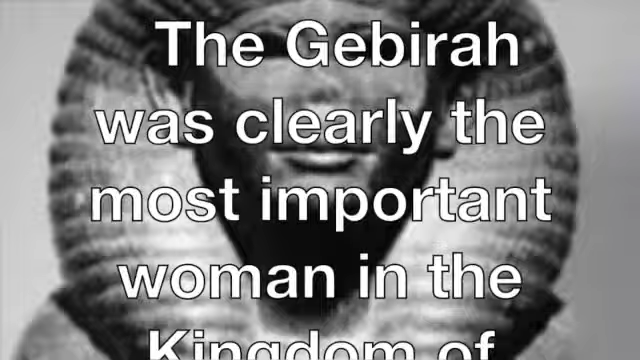 The Gebirah
was clearly the
most important
woman in the
Kingdom of